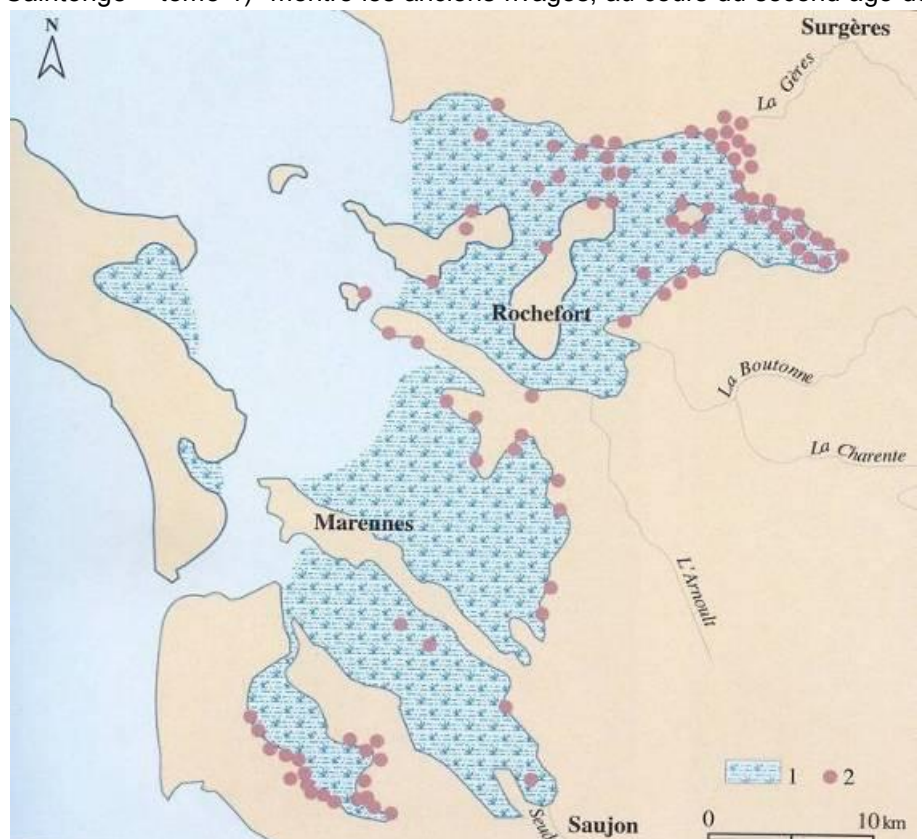 Saintonge – tome 1) montre les anciens rivages, au cours du second âge d
N
Surgères
La Gères
Rochefort
La Boutonne
La Charente
Marennes
L'Arnoult
1
2
0
10 km
Saujon